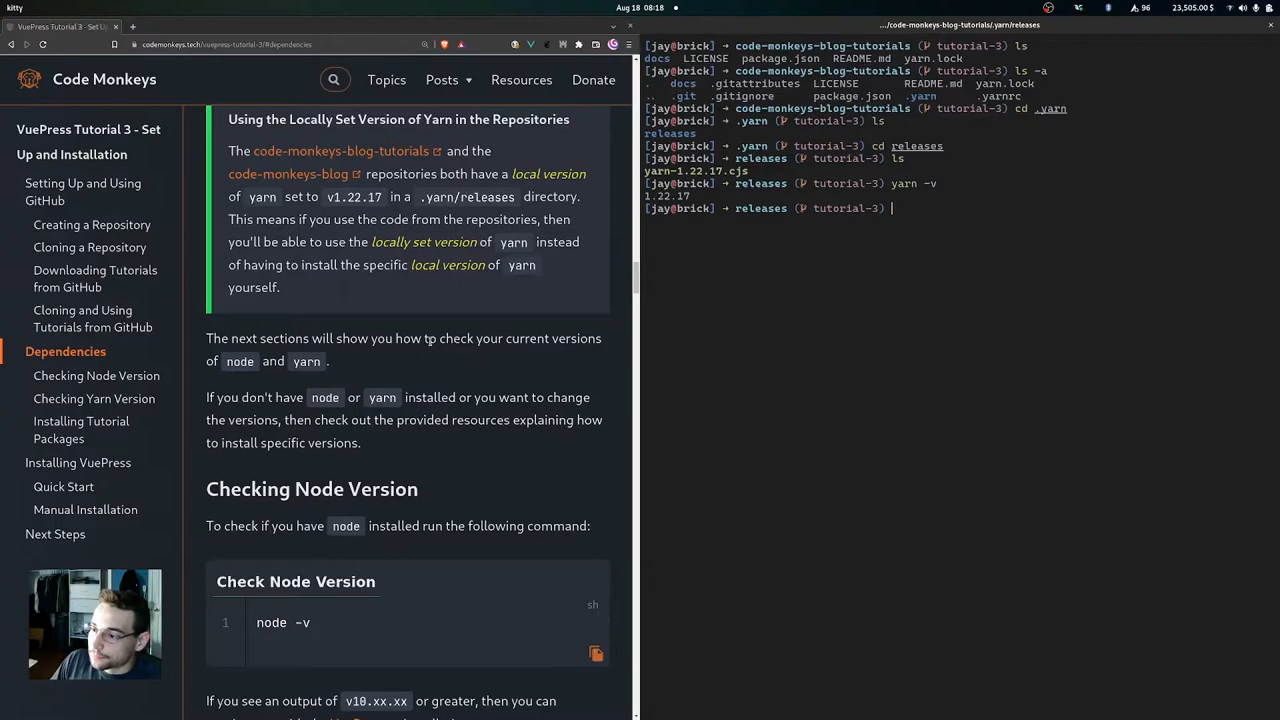 kitty
Aug 18 08:18
96
23,505.00 $
VuePress Tutorial 3 - Set Up
codemonkeys.tech/vuepress-tutorial-3/#dependencies
Code Monkeys
Topics
Posts
Resources
Donate
VuePress Tutorial 3 - Set
Up and Installation
Setting Up and Using
GitHub
Creating a Repository
Cloning a Repository
Downloading Tutorials
from GitHub
Cloning and Using
Tutorials from GitHub
Dependencies
Checking Node Version
Checking Yarn Version
Installing Tutorial
Packages
Installing VuePress
Quick Start
Manual Installation
Next Steps
Using the Locally Set Version of Yarn in the Repositories
The code-monkeys-blog-tutorials and the
code-monkeys-blog repositories both have a local version
of yarn set to v1.22.17 in a .yarn/releases directory.
This means if you use the code from the repositories, then
you’ll be able to use the locally set version of yarn instead
of having to install the specific local version of yarn
yourself.
The next sections will show you how to check your current versions
of node and yarn .
If you don't have node or yarn installed or you want to change
the versions, then check out the provided resources explaining how
to install specific versions.
Checking Node Version
To check if you have node installed run the following command:
Check Node Version
sh
1 node -v
If you see an output of v10.xx.xx or greater, then you can
.../code-monkeys-blog-tutorials/.yarn/releases
[jay@brick] → code-monkeys-blog-tutorials ( tutorial-3) ls
docs LICENSE package.json README.md yarn.lock
[jay@brick] → code-monkeys-blog-tutorials ( tutorial-3) ls -a
. docs .gitattributes LICENSE README.md yarn.lock
.. .git .gitignore package.json .yarn .yarnrc
[jay@brick] → code-monkeys-blog-tutorials ( tutorial-3) cd .yarn
[jay@brick] → .yarn ( tutorial-3) ls
releases
[jay@brick] → .yarn ( tutorial-3) cd releases
[jay@brick] → releases ( tutorial-3) ls
yarn-1.22.17.cjs
[jay@brick] → releases ( tutorial-3) yarn -v
1.22.17
[jay@brick] → releases ( tutorial-3)